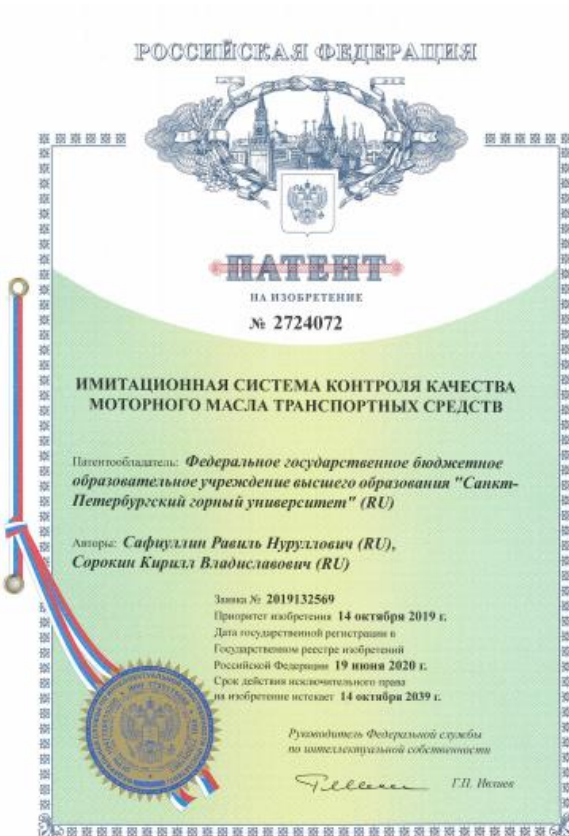 РОССИЙСКАЯ ФЕДЕРАЦИЯ
ПАТЕНТ
НА ИЗОБРЕТЕНИЕ
№ 2724072
ИМИТАЦИОННАЯ СИСТЕМА КОНТРОЛЯ КАЧЕСТВА
МОТОРНОГО МАСЛА ТРАНСПОРТНЫХ СРЕДСТВ
Патентообладатель: Федеральное государственное бюджетное
образовательное учреждение высшего образования "Санкт-
Петербургский горный университет" (RU)
Авторы: Сафиуллин Равиль Нуруллович (RU),
Сорокин Кирилл Владиславович (RU)
Заявка № 2019132569
Приоритет изобретения 14 октября 2019 г.
Дата государственной регистрации в
Государственном реестре изобретений
Российской Федерации 19 июня 2020 г.
Срок действия исключительного права
на изобретение истекает 14 октября 2039 г.
Руководитель Федеральной службы
по интеллектуальной собственности
Г.П. Ивлиев